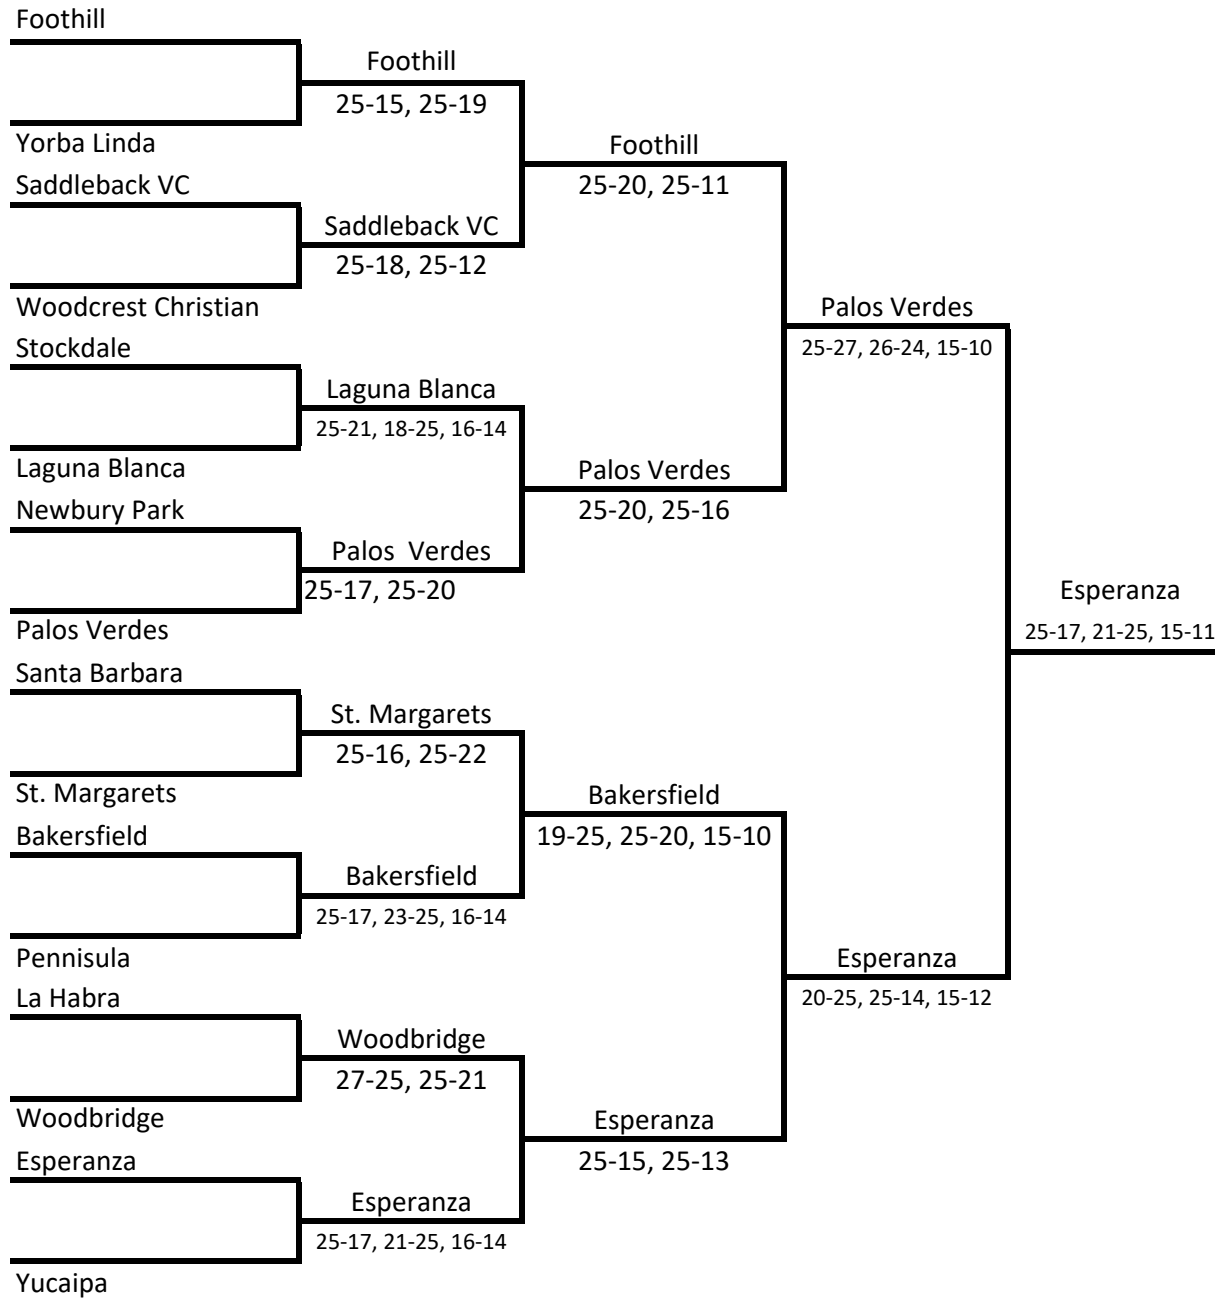 Foothill
Foothill
25-15, 25-19
Yorba Linda
Foothill
Saddleback VC
25-20, 25-11
Saddleback VC
25-18, 25-12
Woodcrest Christian
Palos Verdes
Stockdale
25-27, 26-24, 15-10
Laguna Blanca
25-21, 18-25, 16-14
Laguna Blanca
Palos Verdes
Newbury Park
25-20, 25-16
Palos  Verdes
25-17, 25-20
Esperanza
Palos Verdes
25-17, 21-25, 15-11
Santa Barbara
St. Margarets
25-16, 25-22
St. Margarets
Bakersfield
Bakersfield
19-25, 25-20, 15-10
Bakersfield
25-17, 23-25, 16-14
Pennisula
Esperanza
La Habra
20-25, 25-14, 15-12
Woodbridge
27-25, 25-21
Woodbridge
Esperanza
Esperanza
25-15, 25-13
Esperanza
25-17, 21-25, 16-14
Yucaipa